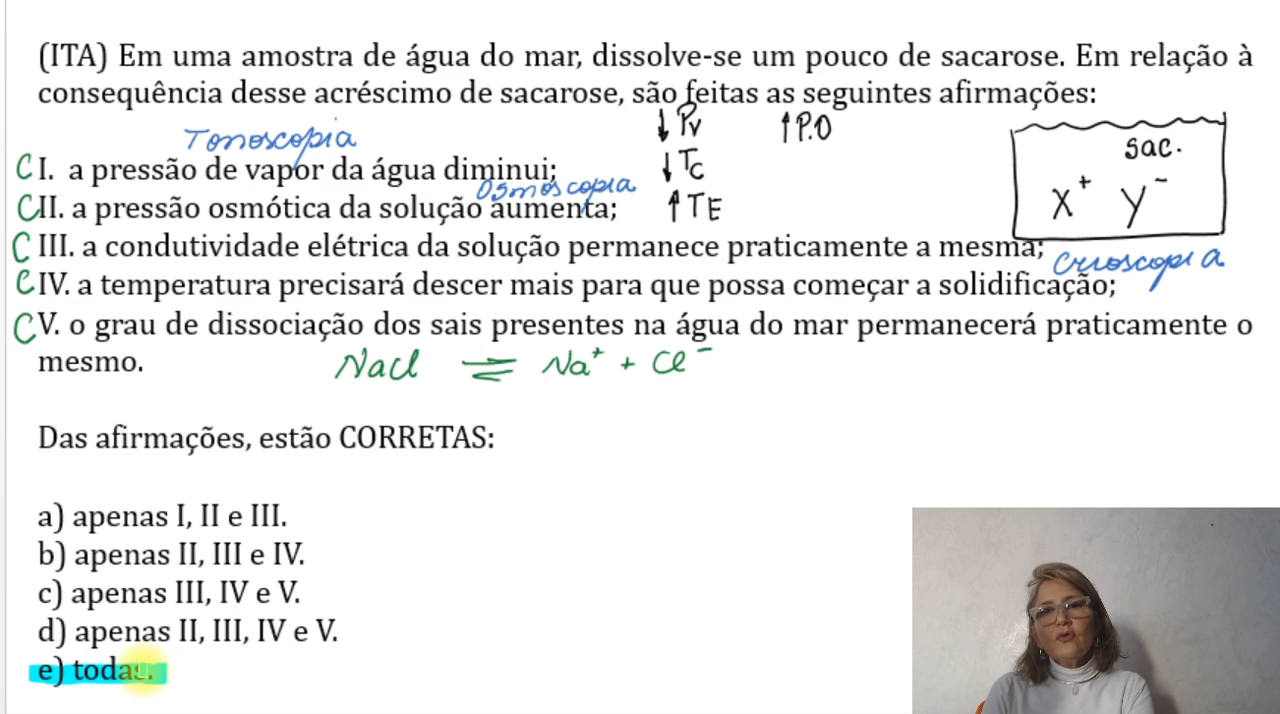 (ITA) Em uma amostra de água do mar, dissolve-se um pouco de sacarose. Em relação à
consequência desse acréscimo de sacarose, são feitas as seguintes afirmações:
↓ Pv ↑ P.O
Tonoscopia
sac.
C I. a pressão de vapor da água diminui;
↓ Tc
Osmoscopia
C II. a pressão osmótica da solução aumenta;
↑ TE
X⁺ Y⁻
C III. a condutividade elétrica da solução permanece praticamente a mesma;
Crioscopia
C IV. a temperatura precisará descer mais para que possa começar a solidificação;
C V. o grau de dissociação dos sais presentes na água do mar permanecerá praticamente o
mesmo.
NaCl ⇌ Na⁺ + Cl⁻
Das afirmações, estão CORRETAS:
a) apenas I, II e III.
b) apenas II, III e IV.
c) apenas III, IV e V.
d) apenas II, III, IV e V.
e) todas.